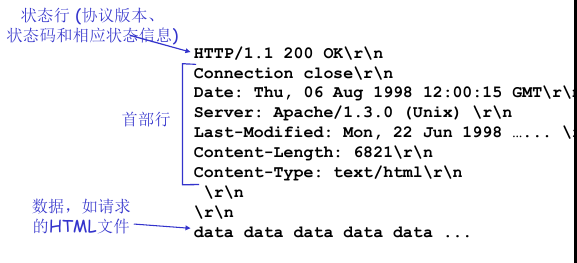 状态行 (协议版本、
状态码和相应状态信息)
HTTP/1.1 200 OK\r\n
Connection close\r\n
Date: Thu, 06 Aug 1998 12:00:15 GMT\r\n
Server: Apache/1.3.0 (Unix) \r\n
首部行
Last-Modified: Mon, 22 Jun 1998 …... \
Content-Length: 6821\r\n
Content-Type: text/html\r\n
\r\n
\r\n
数据，如请求
的HTML文件
data data data data data ...